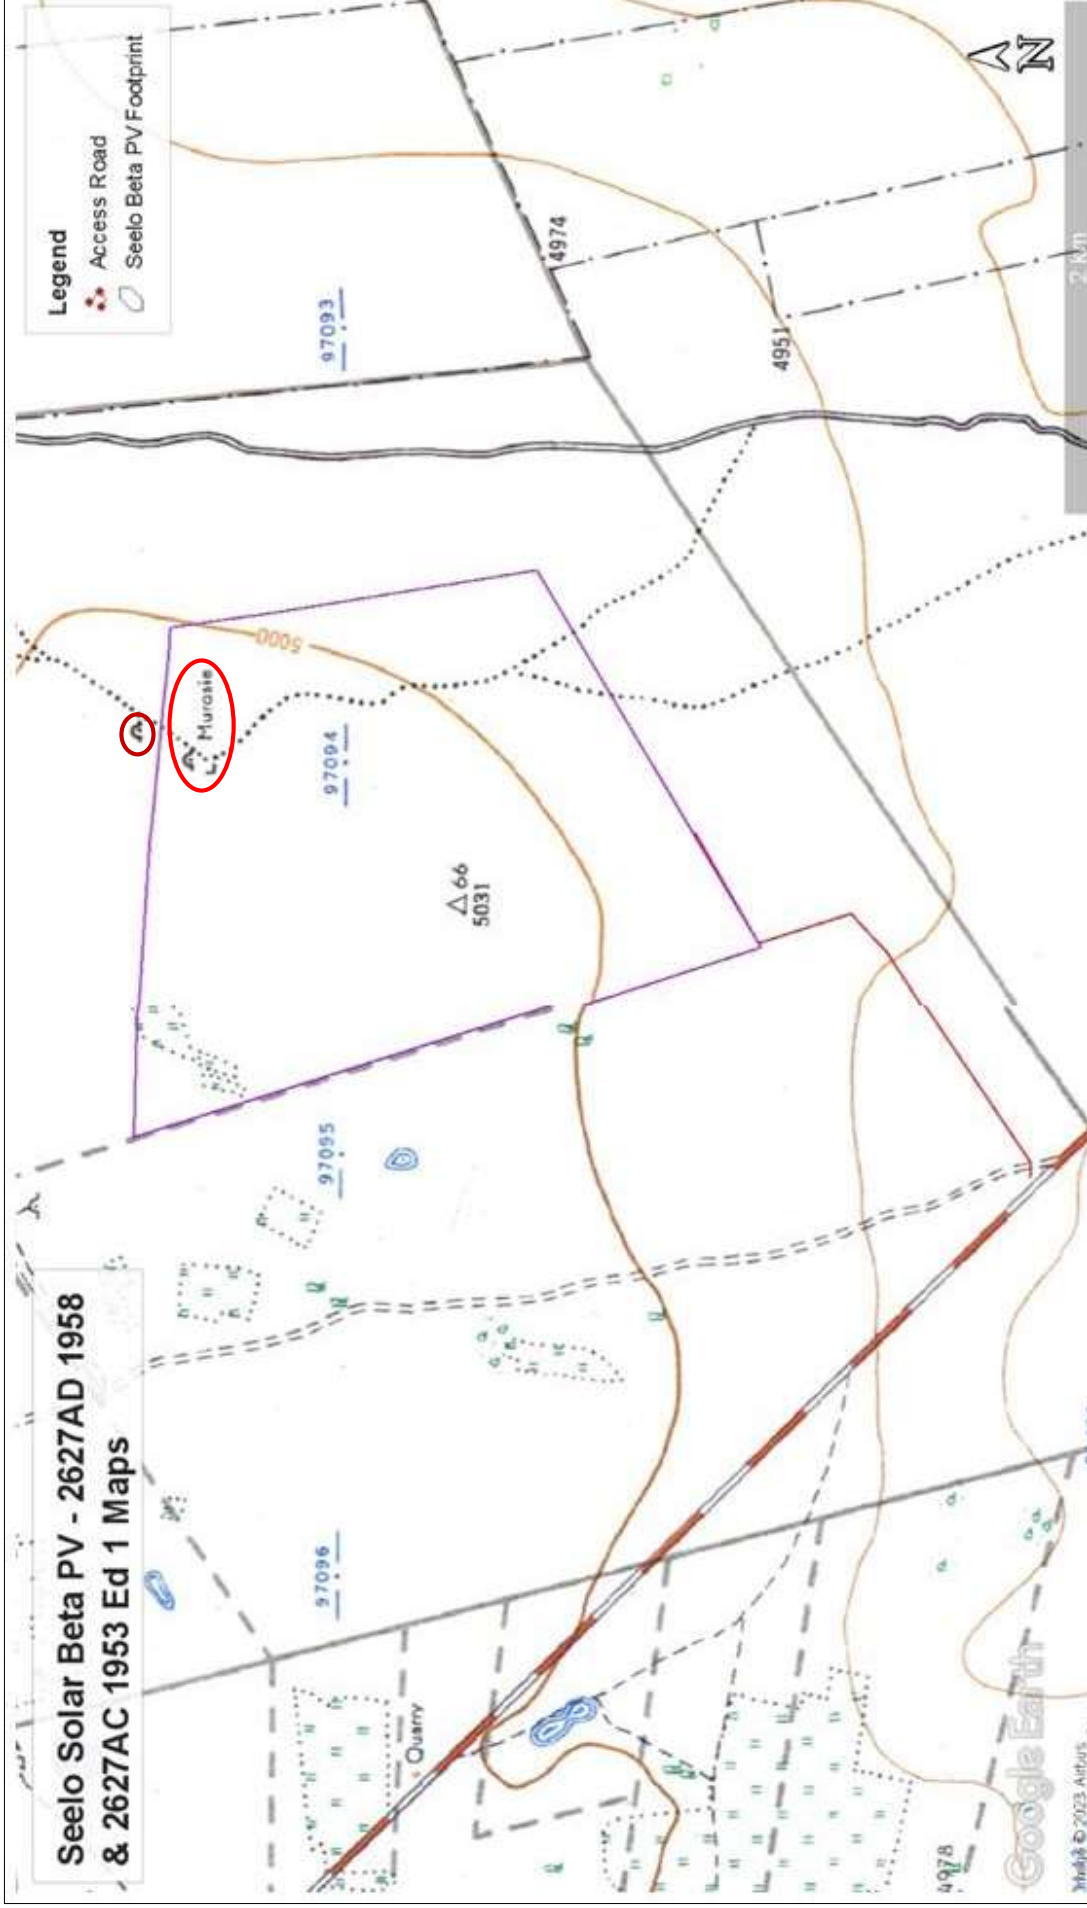 Seelo Solar Beta PV - 2627AD 1958
& 2627AC 1953 Ed 1 Maps
Legend
Access Road
Seelo Beta PV Footprint
97096
97095
97094
97093
Murasie
5000
66
5031
4974
4951
Quarry
4978
Google Earth
© 2023 Airbus
2 km
N